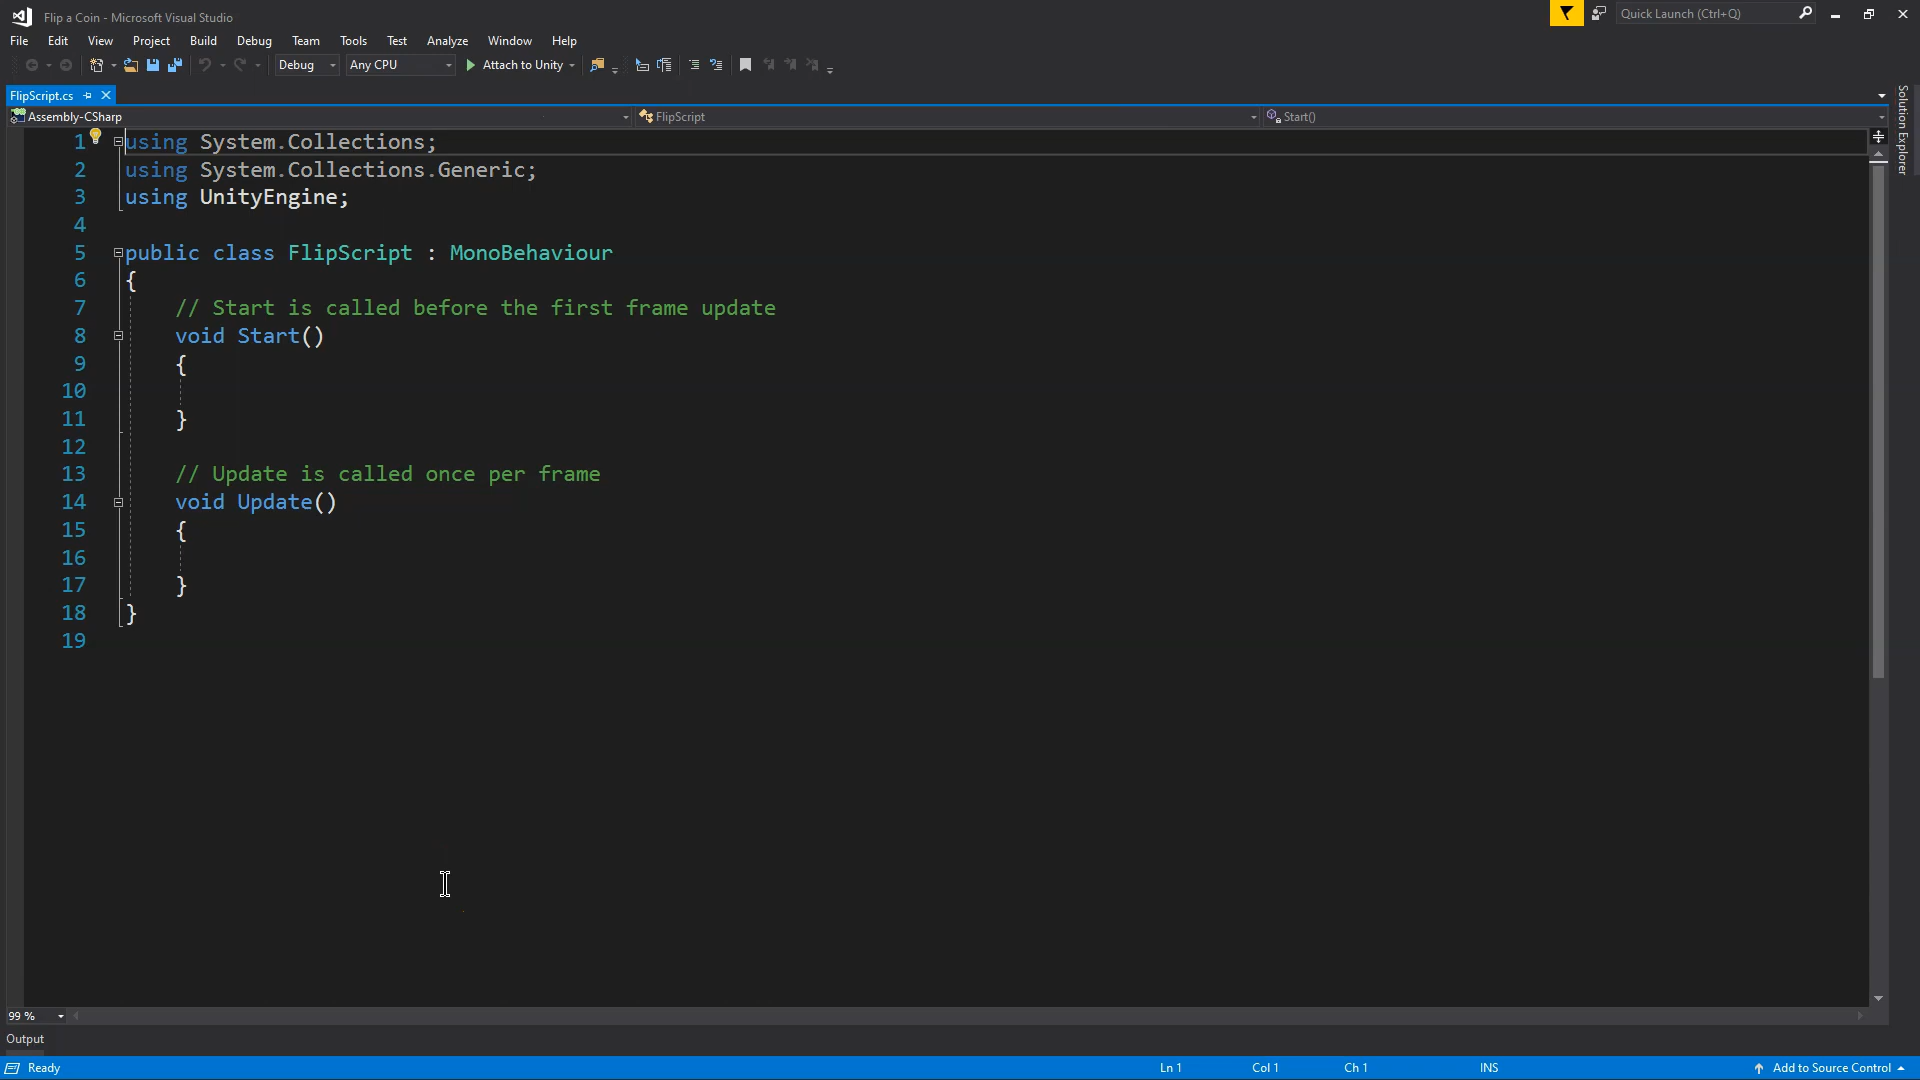 Flip a Coin - Microsoft Visual Studio
Quick Launch (Ctrl+Q)
File Edit View Project Build Debug Team Tools Test Analyze Window Help
Debug Any CPU Attach to Unity
FlipScript.cs
Assembly-CSharp FlipScript Start()
Solution Explorer
1 using System.Collections;
2 using System.Collections.Generic;
3 using UnityEngine;
4
5 public class FlipScript : MonoBehaviour
6 {
7 // Start is called before the first frame update
8 void Start()
9 {
10
11 }
12
13 // Update is called once per frame
14 void Update()
15 {
16
17 }
18 }
19
99 %
Output
Ready Ln 1 Col 1 Ch 1 INS Add to Source Control